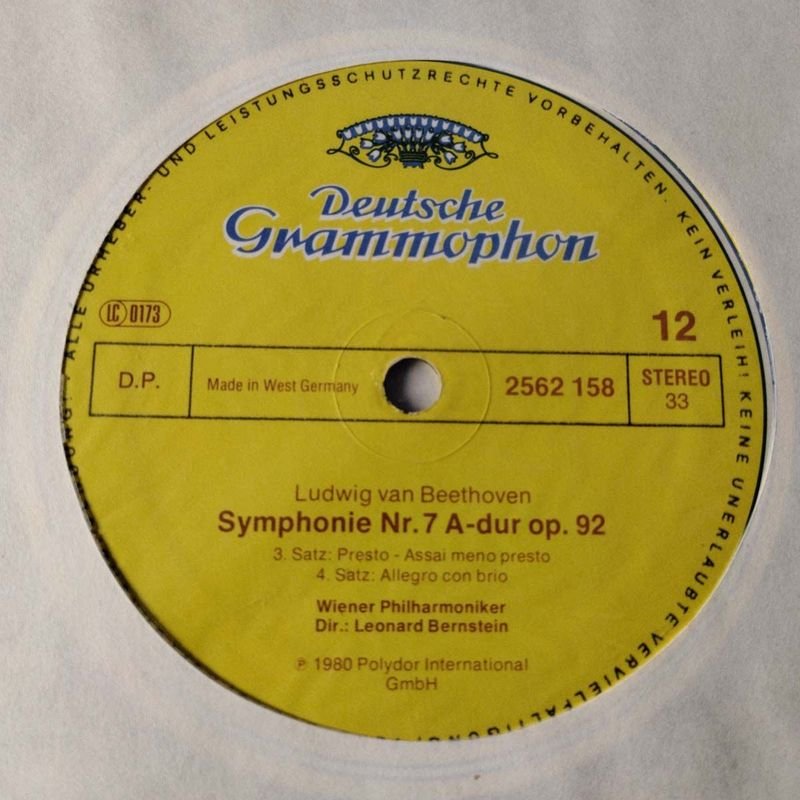 ALLE URHEBER- UND LEISTUNGSSCHUTZRECHTE VORBEHALTEN. KEIN VERLEIH! KEINE UNERLAUBTE VERVIELFÄLTIGUNG,
Deutsche
Grammophon
LC 0173
12
D.P.
Made in West Germany
2562 158
STEREO
33
Ludwig van Beethoven
Symphonie Nr. 7 A-dur op. 92
3. Satz: Presto - Assai meno presto
4. Satz: Allegro con brio
Wiener Philharmoniker
Dir.: Leonard Bernstein
℗ 1980 Polydor International
GmbH